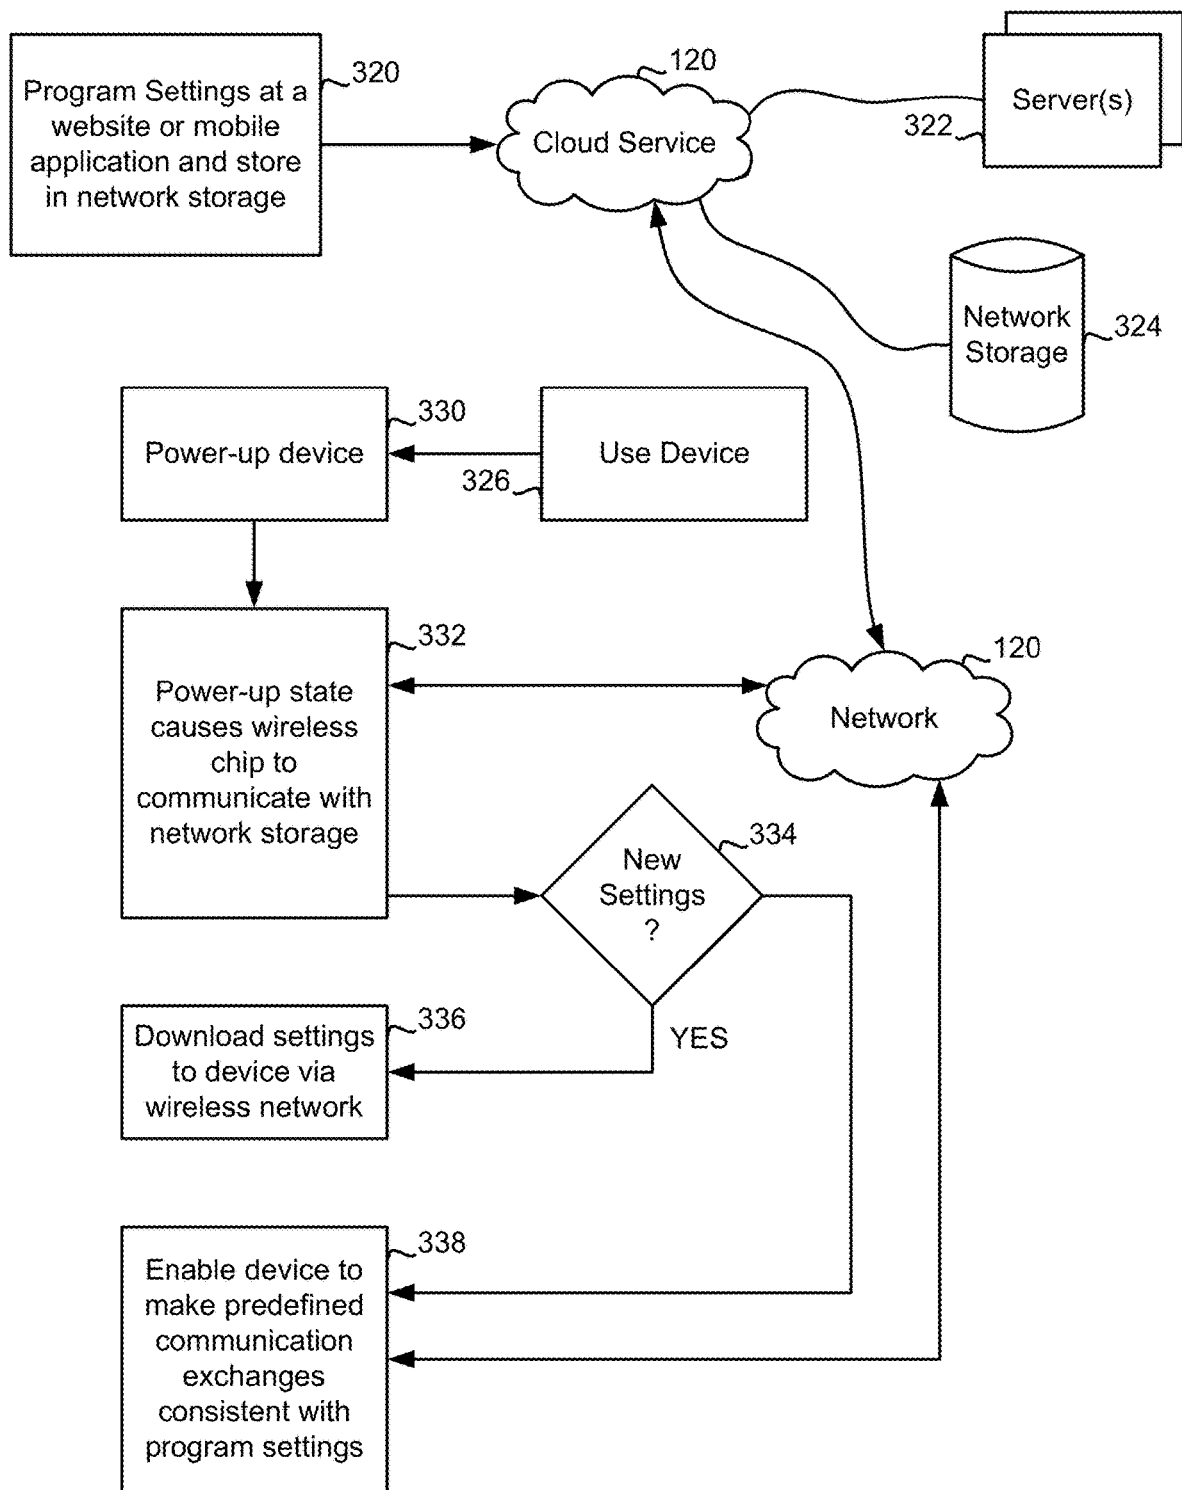 320
Program Settings at a
website or mobile
application and store
in network storage
120
Cloud Service
Server(s)
322
Network
Storage
324
330
Power-up device
Use Device
326
332
Power-up state
causes wireless
chip to
communicate with
network storage
120
Network
334
New
Settings
?
YES
336
Download settings
to device via
wireless network
338
Enable device to
make predefined
communication
exchanges
consistent with
program settings